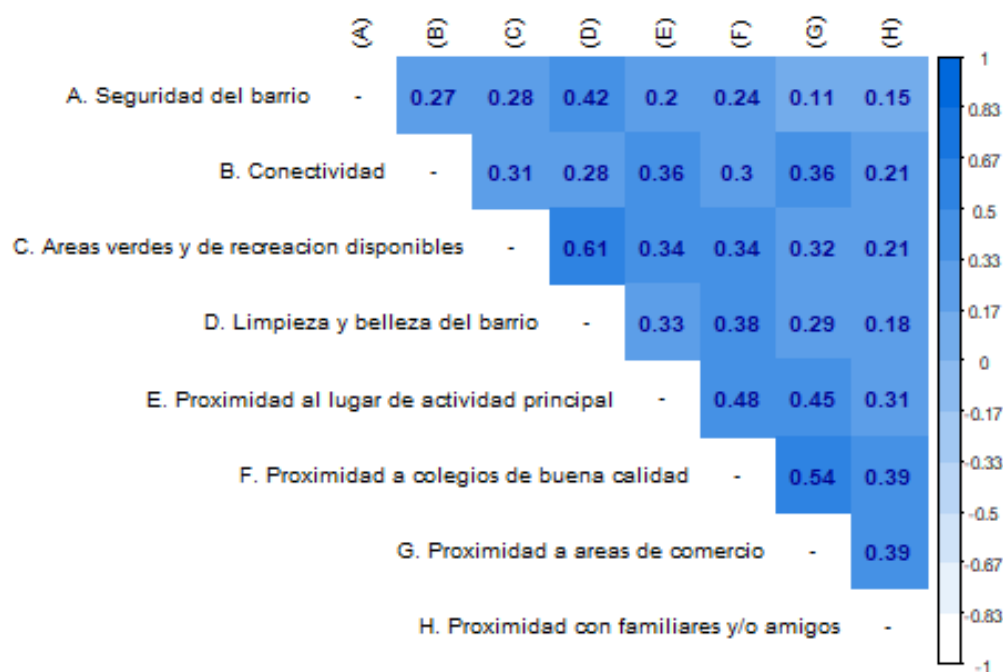 (A) (B) (C) (D) (E) (F) (G) (H)
A. Seguridad del barrio - 0.27 0.28 0.42 0.2 0.24 0.11 0.15
B. Conectividad - 0.31 0.28 0.36 0.3 0.36 0.21
C. Areas verdes y de recreacion disponibles - 0.61 0.34 0.34 0.32 0.21
D. Limpieza y belleza del barrio - 0.33 0.38 0.29 0.18
E. Proximidad al lugar de actividad principal - 0.48 0.45 0.31
F. Proximidad a colegios de buena calidad - 0.54 0.39
G. Proximidad a areas de comercio - 0.39
H. Proximidad con familiares y/o amigos -
1
0.83
0.67
0.5
0.33
0.17
0
-0.17
-0.33
-0.5
-0.67
-0.83
-1